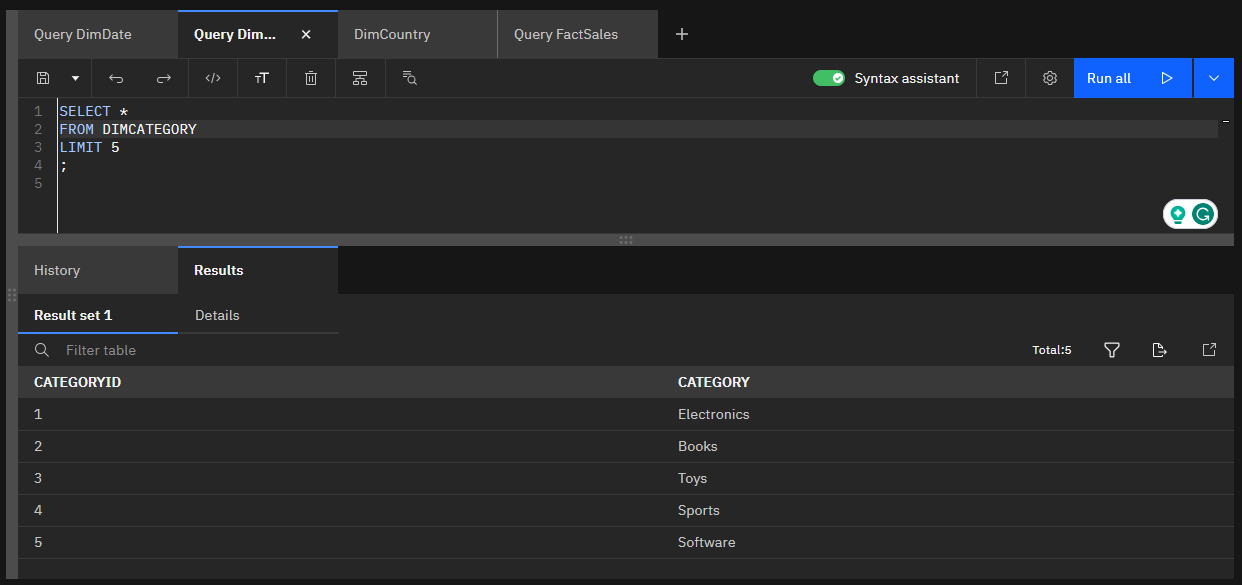 Query DimDate Query Dim... DimCountry Query FactSales
Syntax assistant Run all
1 SELECT *
2 FROM DIMCATEGORY
3 LIMIT 5
4 ;
5
History Results
Result set 1 Details
Filter table Total:5
CATEGORYID CATEGORY
1 Electronics
2 Books
3 Toys
4 Sports
5 Software